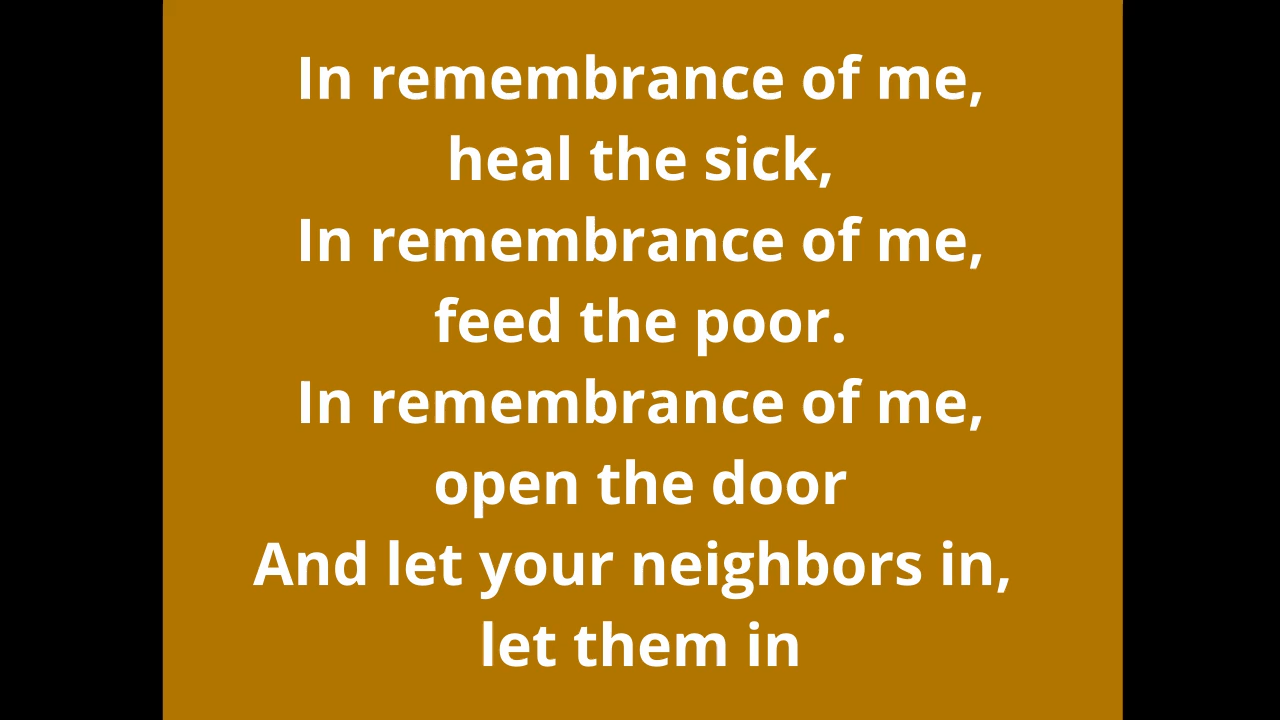 In remembrance of me,
heal the sick,
In remembrance of me,
feed the poor.
In remembrance of me,
open the door
And let your neighbors in,
let them in